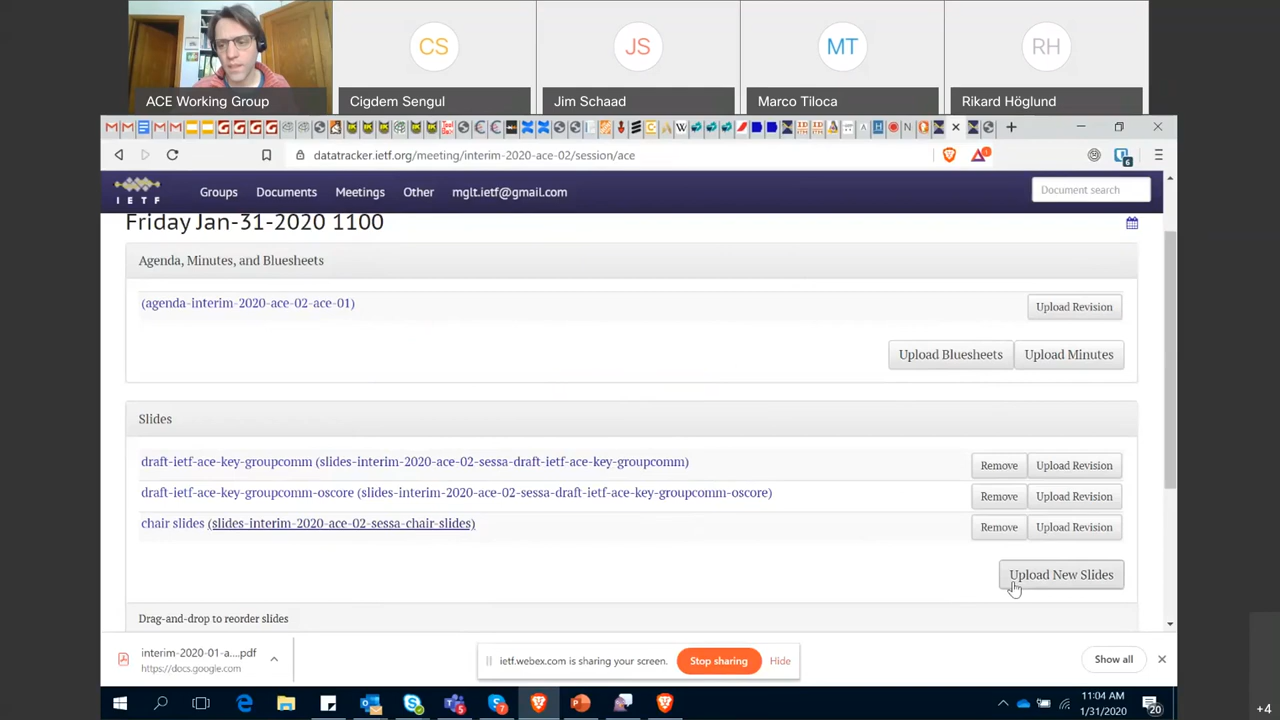 CS
JS
MT
RH
ACE Working Group
Cigdem Sengul
Jim Schaad
Marco Tiloca
Rikard Höglund
datatracker.ietf.org/meeting/interim-2020-ace-02/session/ace
6
I E T F
Groups
Documents
Meetings
Other
mglt.ietf@gmail.com
Document search
Friday Jan-31-2020 1100
Agenda, Minutes, and Bluesheets
(agenda-interim-2020-ace-02-ace-01)
Upload Revision
Upload Bluesheets
Upload Minutes
Slides
draft-ietf-ace-key-groupcomm (slides-interim-2020-ace-02-sessa-draft-ietf-ace-key-groupcomm)
Remove
Upload Revision
draft-ietf-ace-key-groupcomm-oscore (slides-interim-2020-ace-02-sessa-draft-ietf-ace-key-groupcomm-oscore)
Remove
Upload Revision
chair slides (slides-interim-2020-ace-02-sessa-chair-slides)
Remove
Upload Revision
Upload New Slides
Drag-and-drop to reorder slides
interim-2020-01-a....pdf
https://docs.google.com
ietf.webex.com is sharing your screen.
Stop sharing
Hide
Show all
11:04 AM
1/31/2020
20
+4